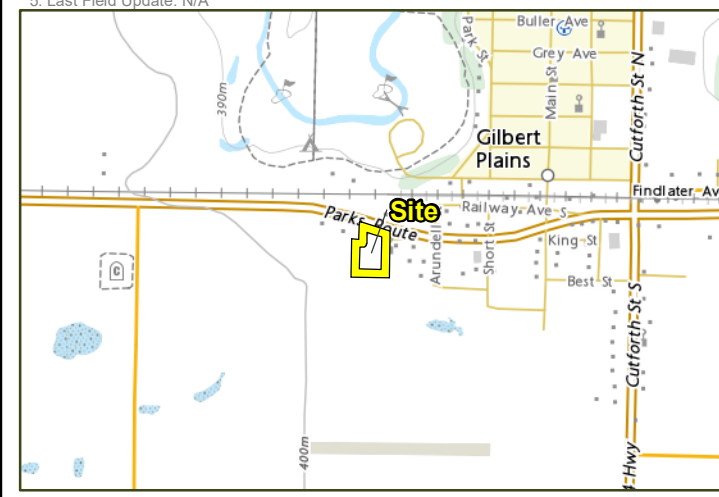 5. Last Field Update: N/A
Buller Ave
Park St
Grey Ave
Main St
Cutforth St N
390m
Gilbert
Plains
Findlater Av
Site
Railway Ave S
Parks Route
Arundell
Short St
King St
C
Best St
Cutforth St S
400m
4 Hwy